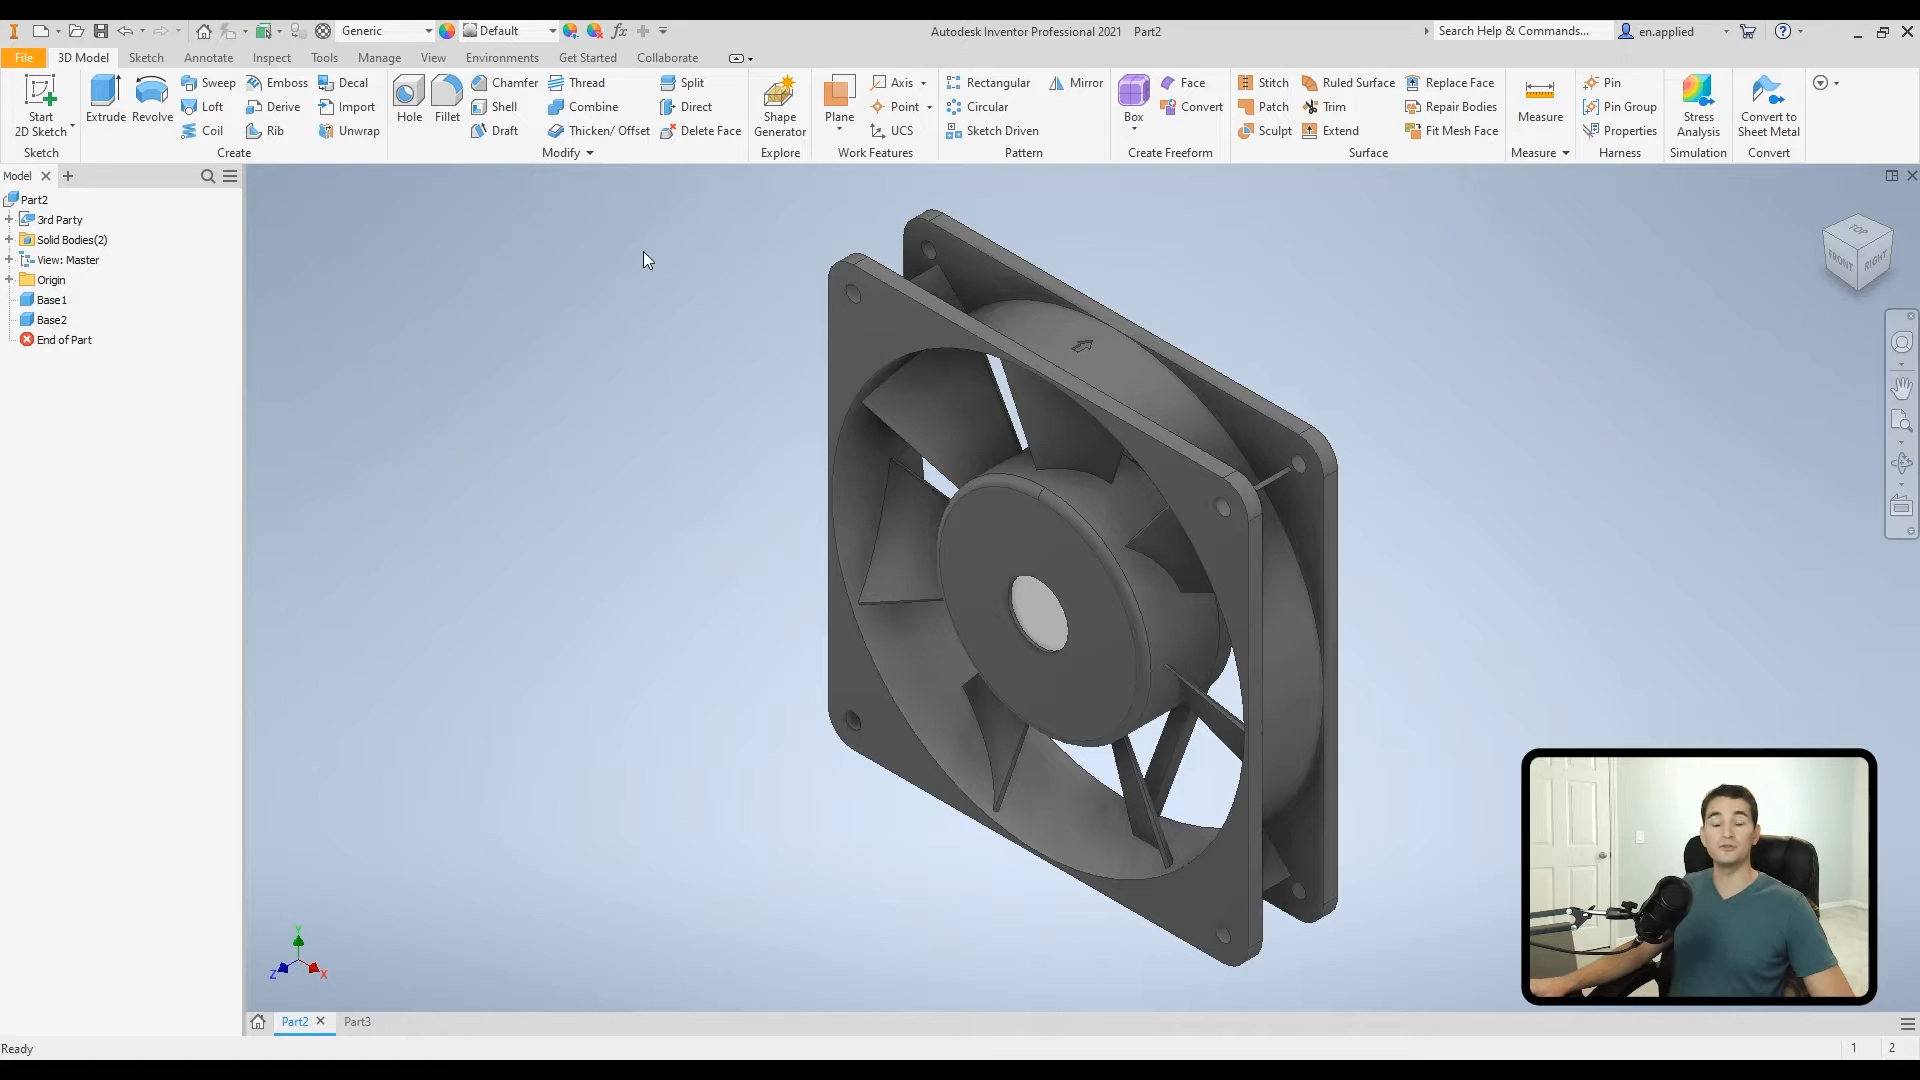 Generic
Default
fx
Autodesk Inventor Professional 2021 Part2
Search Help & Commands...
en.applied
File 3D Model Sketch Annotate Inspect Tools Manage View Environments Get Started Collaborate
Start
2D Sketch
Sketch
Extrude
Revolve
Sweep
Loft
Coil
Emboss
Derive
Rib
Decal
Import
Unwrap
Create
Hole
Fillet
Chamfer
Shell
Draft
Thread
Combine
Thicken/ Offset
Split
Direct
Delete Face
Modify
Shape
Generator
Explore
Plane
Axis
Point
UCS
Work Features
Rectangular
Circular
Sketch Driven
Mirror
Pattern
Box
Face
Convert
Create Freeform
Stitch
Patch
Sculpt
Ruled Surface
Trim
Extend
Replace Face
Repair Bodies
Fit Mesh Face
Surface
Measure
Measure
Pin
Pin Group
Properties
Harness
Stress
Analysis
Simulation
Convert to
Sheet Metal
Convert
Model
Part2
3rd Party
Solid Bodies(2)
View: Master
Origin
Base1
Base2
End of Part
TOP
FRONT
RIGHT
Y
Z
X
Part2
Part3
Ready
1 2